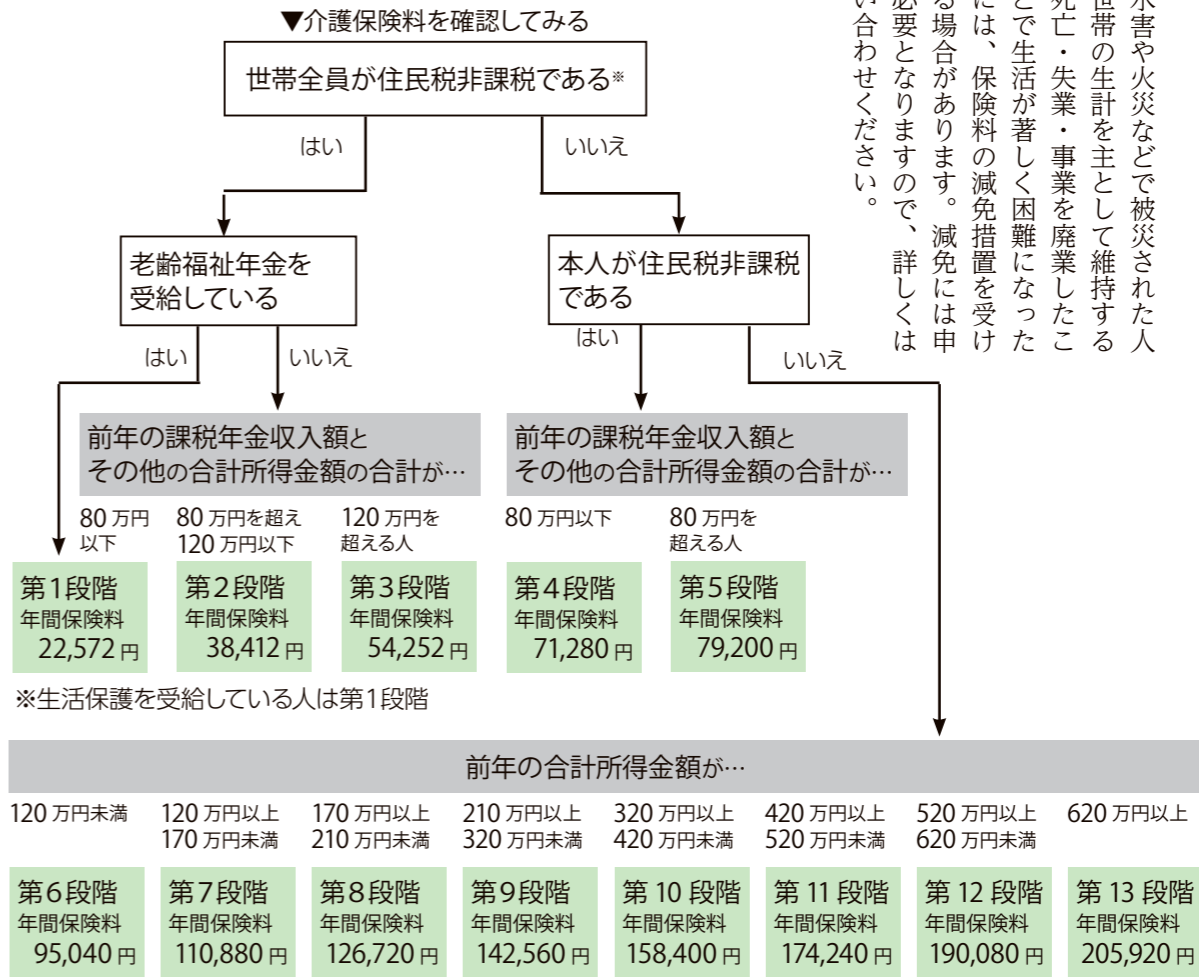 水害や火災などで被災された人
世帯の生計を主として維持する
死亡・失業・事業を廃業したこ
とで生活が著しく困難になった
には、保険料の減免措置を受け
る場合があります。減免には申
必要となりますので、詳しくは
い合わせください。
▼介護保険料を確認してみる
世帯全員が住民税非課税である※
はい
いいえ
老齢福祉年金を
受給している
本人が住民税非課税
である
はい
いいえ
はい
いいえ
前年の課税年金収入額と
その他の合計所得金額の合計が…
前年の課税年金収入額と
その他の合計所得金額の合計が…
80万円
以下
80万円を超え
120万円以下
120万円を
超える人
80万円以下
80万円を
超える人
第1段階
年間保険料
22,572円
第2段階
年間保険料
38,412円
第3段階
年間保険料
54,252円
第4段階
年間保険料
71,280円
第5段階
年間保険料
79,200円
※生活保護を受給している人は第1段階
前年の合計所得金額が…
120万円未満
120万円以上
170万円未満
170万円以上
210万円未満
210万円以上
320万円未満
320万円以上
420万円未満
420万円以上
520万円未満
520万円以上
620万円未満
620万円以上
第6段階
年間保険料
95,040円
第7段階
年間保険料
110,880円
第8段階
年間保険料
126,720円
第9段階
年間保険料
142,560円
第10段階
年間保険料
158,400円
第11段階
年間保険料
174,240円
第12段階
年間保険料
190,080円
第13段階
年間保険料
205,920円